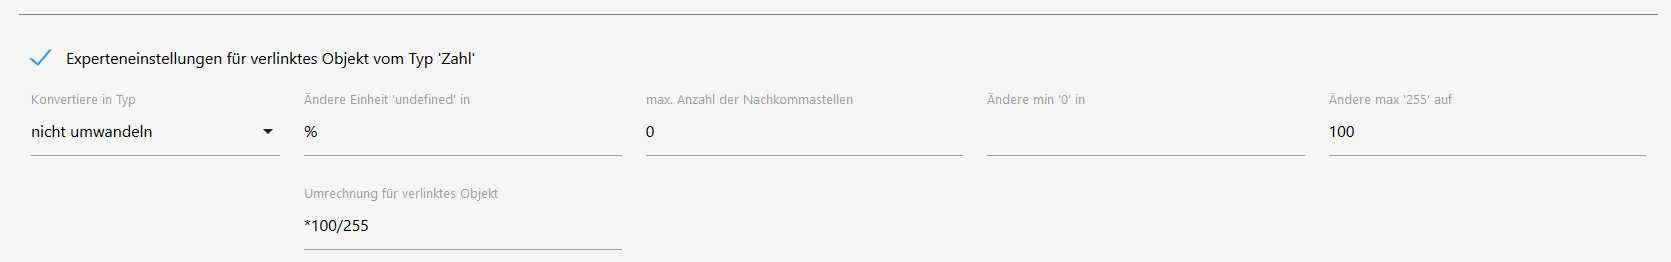 Experteneinstellungen für verlinktes Objekt vom Typ 'Zahl'
Konvertiere in Typ
nicht umwandeln
Ändere Einheit 'undefined' in
%
max. Anzahl der Nachkommastellen
0
Ändere min '0' in
Ändere max '255' auf
100
Umrechnung für verlinktes Objekt
*100/255